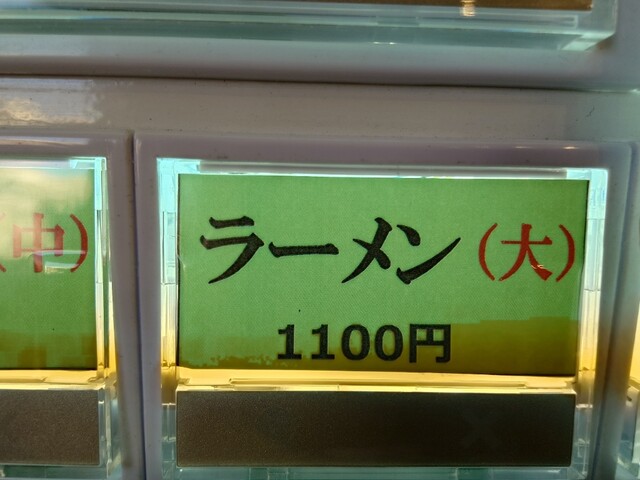 (中)
ラーメン(大)
1100円